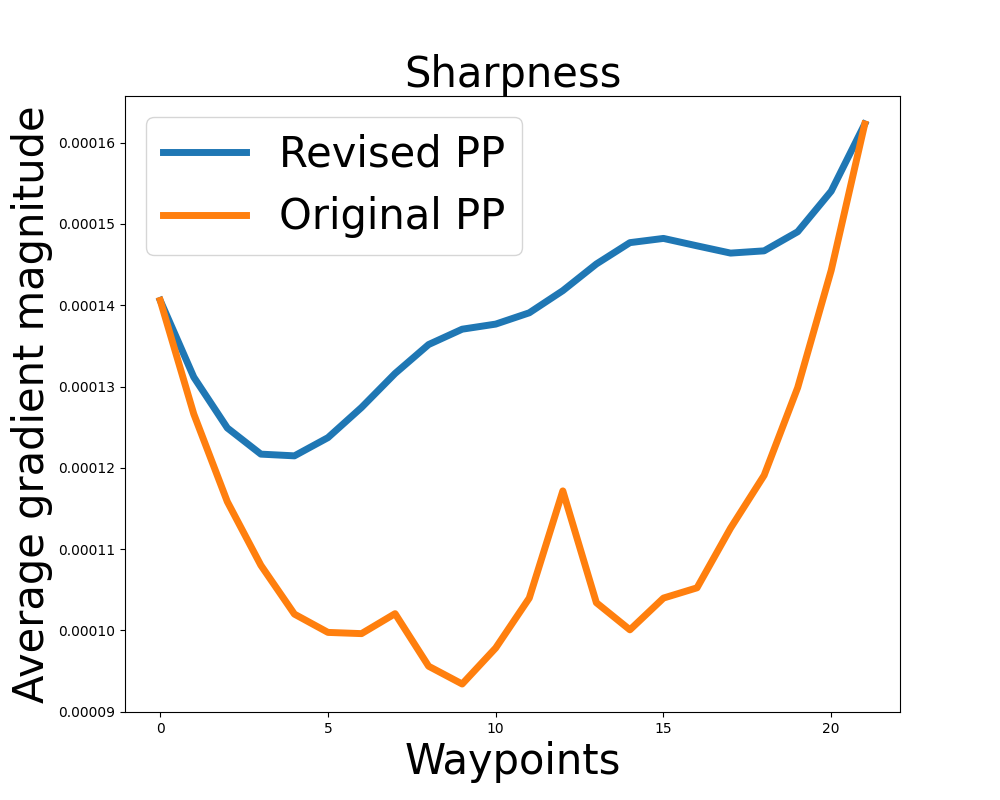 Sharpness
Revised PP
Original PP
Average gradient magnitude
0.00016
0.00015
0.00014
0.00013
0.00012
0.00011
0.00010
0.00009
0 5 10 15 20
Waypoints